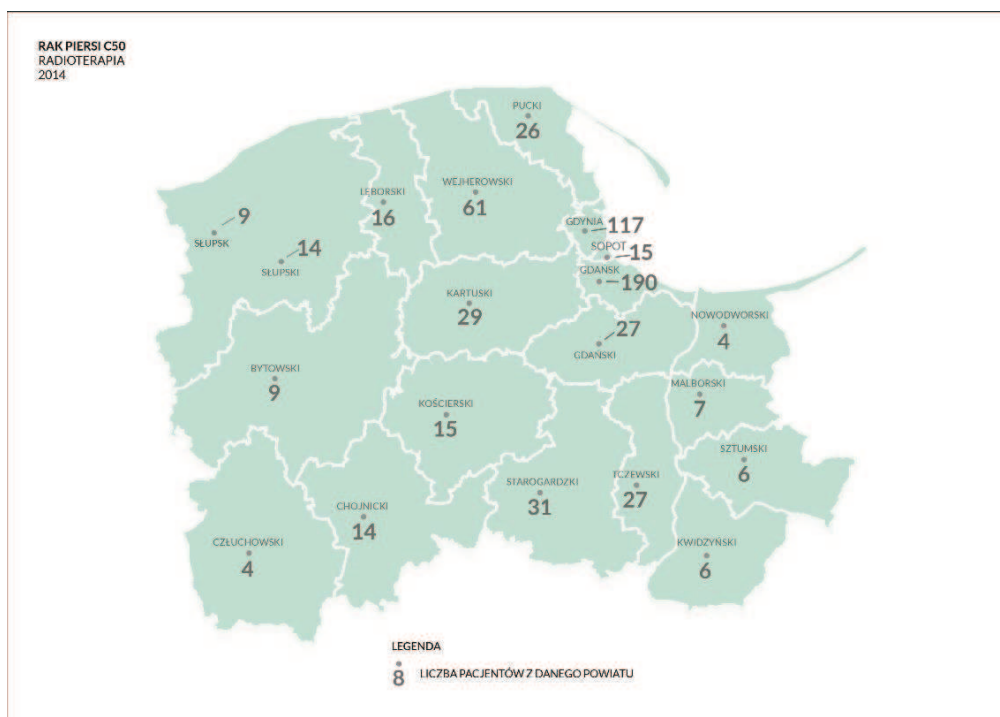 RAK PIERSI C50
RADIOTERAPIA
2014
PUCKI
26
WEJHEROWSKI
61
LĘBORSKI
16
9
SŁUPSK
14
SŁUPSKI
GDYNIA 117
SOPOT
15
GDAŃSK
190
KARTUSKI
29
27
GDAŃSKI
NOWODWORSKI
4
BYTOWSKI
9
MALBORSKI
7
KOŚCIERSKI
15
SZTUMSKI
6
STAROGARDZKI
31
TCZEWSKI
27
CHOJNICKI
14
CZŁUCHOWSKI
4
KWIDZYŃSKI
6
LEGENDA
8 LICZBA PACJENTÓW Z DANEGO POWIATU